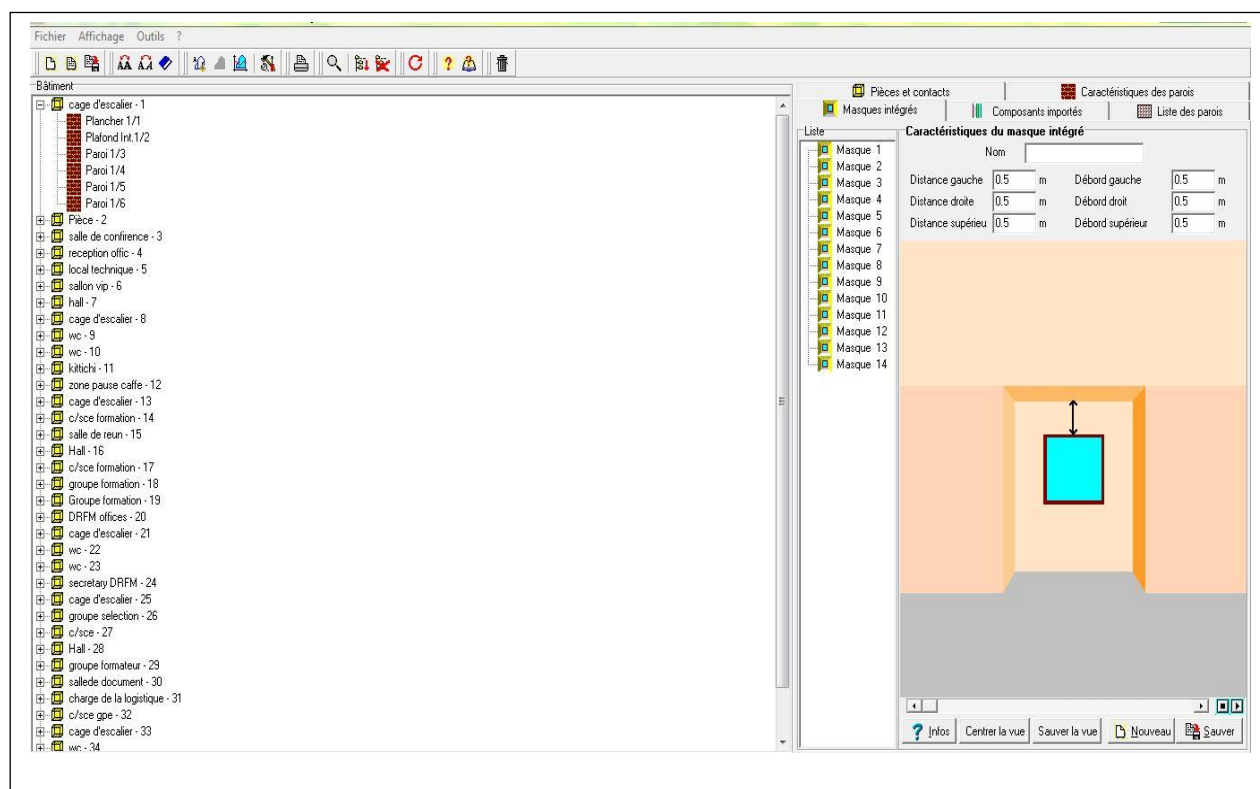 Fichier Affichage Outils ?
Bâtiment
cage d'escalier - 1
Plancher 1/1
Plafond Int.1/2
Paroi 1/3
Paroi 1/4
Paroi 1/5
Paroi 1/6
Pièce - 2
salle de confirence - 3
reception offic - 4
local technique - 5
sallon vip - 6
hall - 7
cage d'escalier - 8
wc - 9
wc - 10
kittichi - 11
zone pause caffe - 12
cage d'escalier - 13
c/sce formation - 14
salle de reun - 15
Hall - 16
c/sce formation - 17
groupe formation - 18
Groupe formation - 19
DRFM offices - 20
cage d'escalier - 21
wc - 22
wc - 23
secretary DRFM - 24
cage d'escalier - 25
groupe selection - 26
c/sce - 27
Hall - 28
groupe formateur - 29
sallede document - 30
charge de la logistique - 31
c/sce gpe - 32
cage d'escalier - 33
wc - 34
Pièces et contacts
Caractéristiques des parois
Masques intégrés
Composants importés
Liste des parois
Liste
Masque 1
Masque 2
Masque 3
Masque 4
Masque 5
Masque 6
Masque 7
Masque 8
Masque 9
Masque 10
Masque 11
Masque 12
Masque 13
Masque 14
Caractéristiques du masque intégré
Nom
Distance gauche 0.5 m Débord gauche 0.5 m
Distance droite 0.5 m Débord droit 0.5 m
Distance supérieu 0.5 m Débord supérieur 0.5 m
? Infos Centrer la vue Sauver la vue Nouveau Sauver